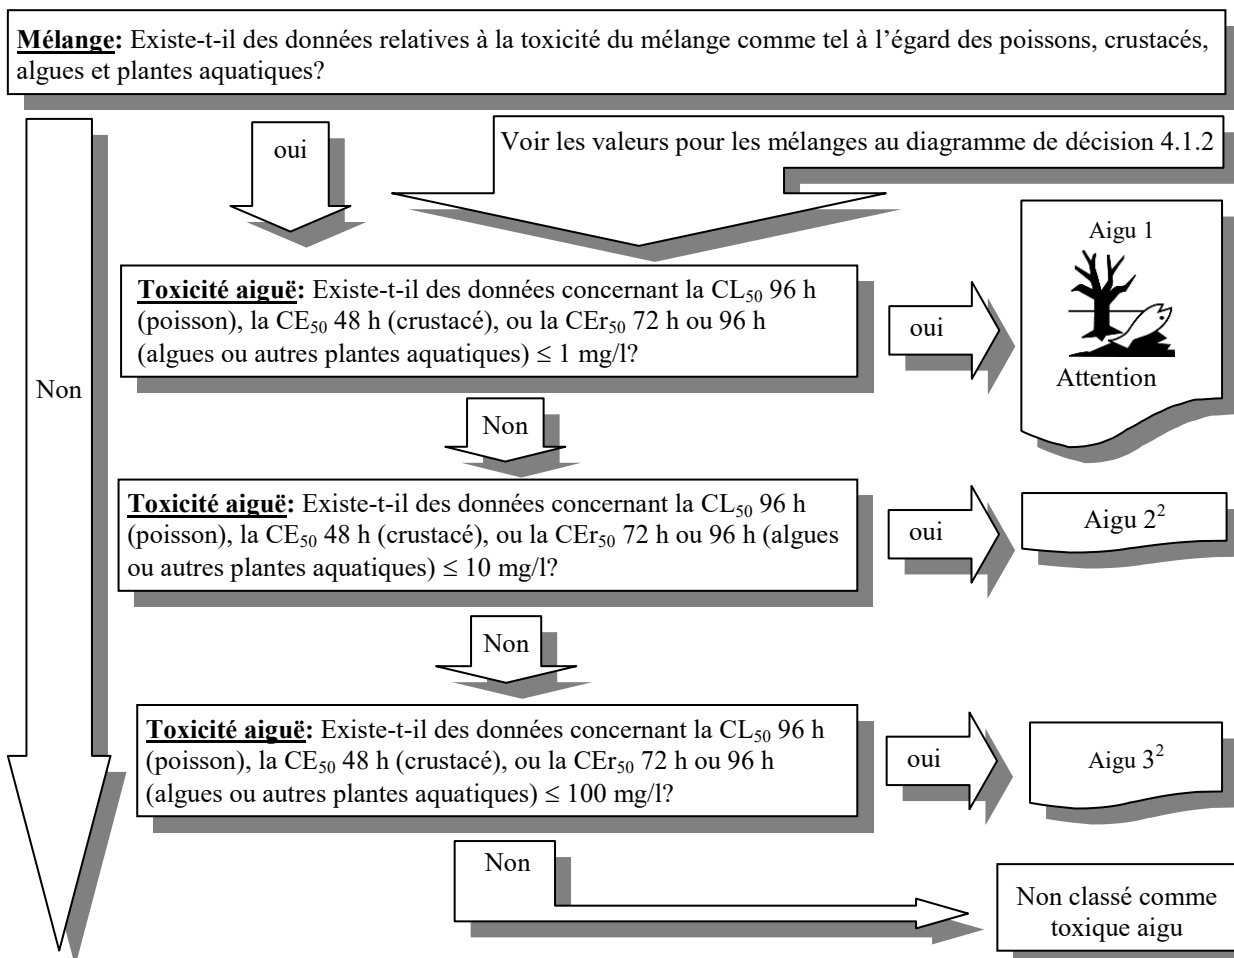 Mélange: Existe-t-il des données relatives à la toxicité du mélange comme tel à l'égard des poissons, crustacés,
algues et plantes aquatiques?
oui
Voir les valeurs pour les mélanges au diagramme de décision 4.1.2
Non
Toxicité aiguë: Existe-t-il des données concernant la CL50 96 h
(poisson), la CE50 48 h (crustacé), ou la CEr50 72 h ou 96 h
(algues ou autres plantes aquatiques) ≤ 1 mg/l?
oui
Aigu 1
Attention
Non
Toxicité aiguë: Existe-t-il des données concernant la CL50 96 h
(poisson), la CE50 48 h (crustacé), ou la CEr50 72 h ou 96 h (algues
ou autres plantes aquatiques) ≤ 10 mg/l?
oui
Aigu 2²
Non
Toxicité aiguë: Existe-t-il des données concernant la CL50 96 h
(poisson), la CE50 48 h (crustacé), ou la CEr50 72 h ou 96 h
(algues ou autres plantes aquatiques) ≤ 100 mg/l?
oui
Aigu 3²
Non
Non classé comme
toxique aigu